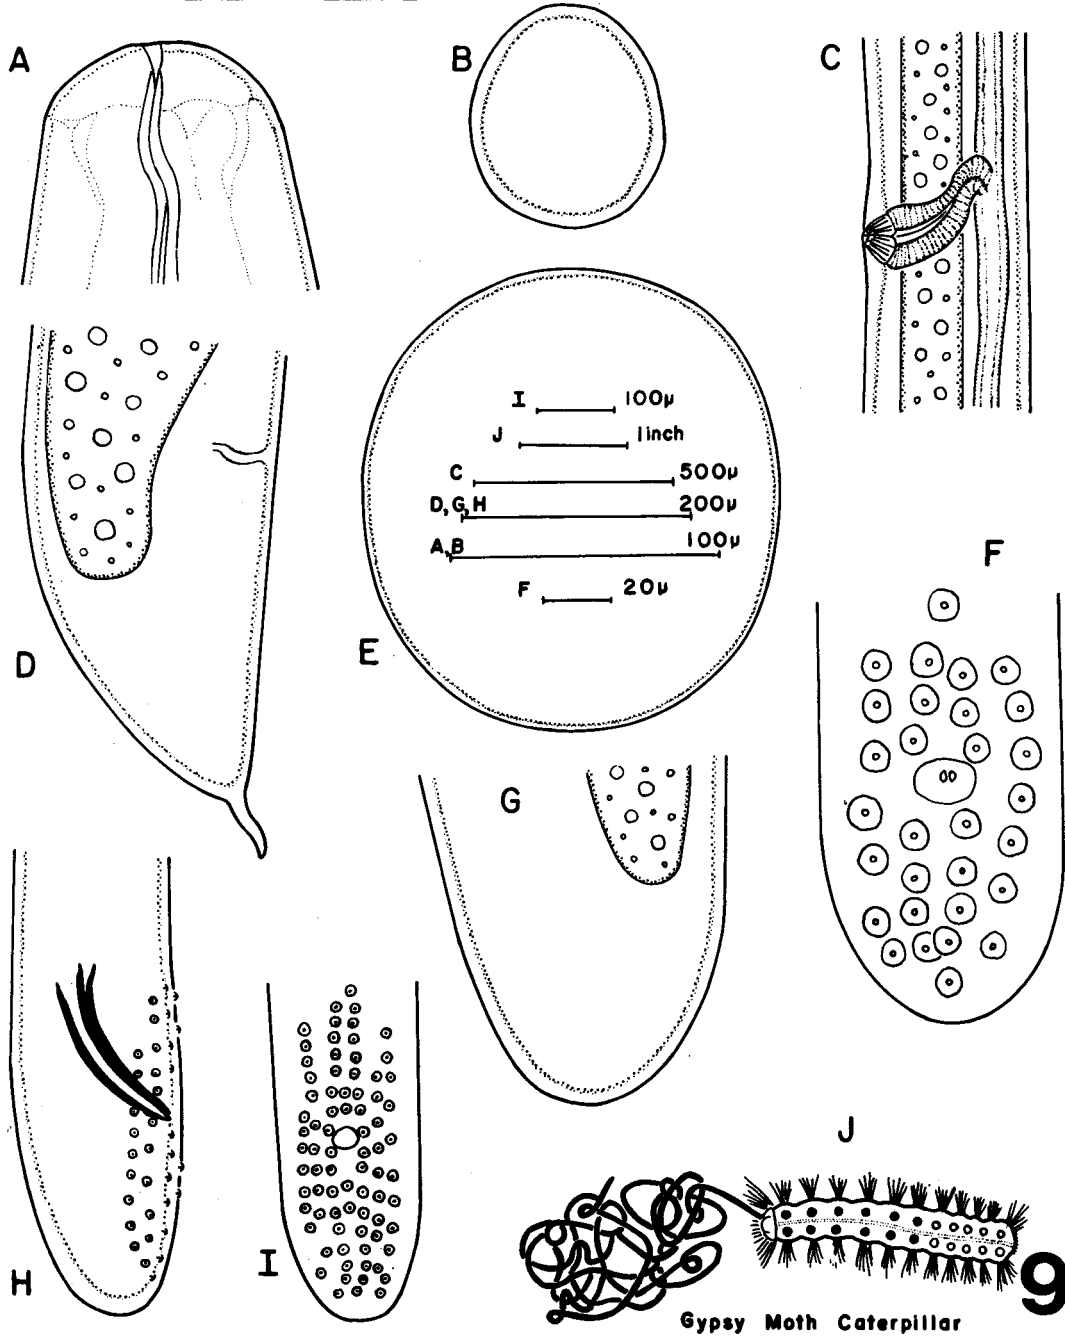 A
B
C
I 100μ
J 1inch
C 500μ
D,G,H 200μ
A,B 100μ
F 20μ
D
E
F
G
H
I
J
9
Gypsy Moth Caterpillar